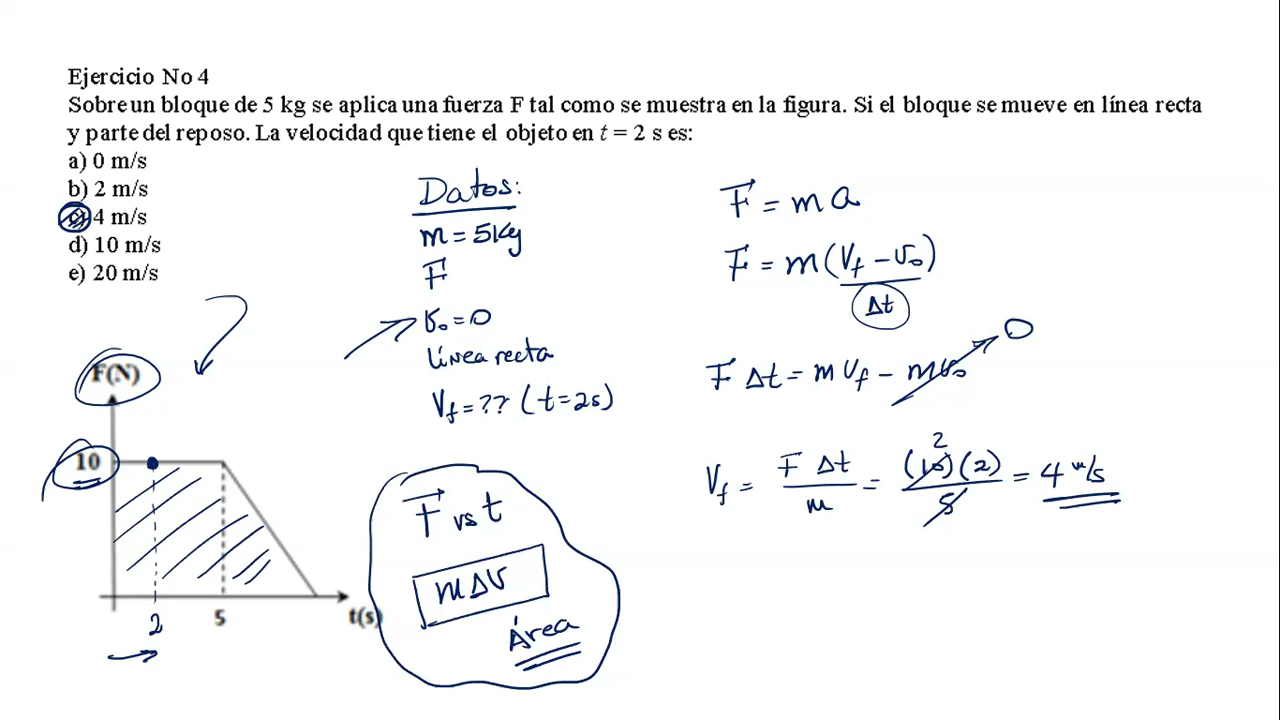 Ejercicio No 4
Sobre un bloque de 5 kg se aplica una fuerza F tal como se muestra en la figura. Si el bloque se mueve en línea recta
y parte del reposo. La velocidad que tiene el objeto en t = 2 s es:
a) 0 m/s
b) 2 m/s
c) 4 m/s
d) 10 m/s
e) 20 m/s
Datos:
m = 5Kg
F⃗
v₀ = 0
Línea recta
Vf = ?? (t=2s)
F⃗ = m a
F⃗ = m (Vf - v₀)
Δt
0
F Δt = m Vf - m v₀
2
Vf = F Δt / m = (10)(2) / 5 = 4 m/s
F(N)
10
2
5
t(s)
F⃗ vs t
m Δv
Área